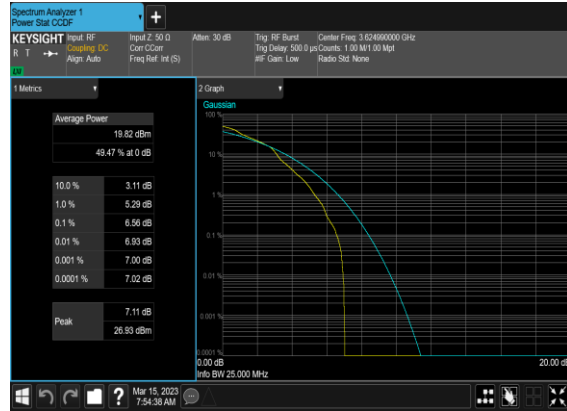 Spectrum Analyzer 1
Power Stat CCDF
+
KEYSIGHT
R T
LW
Input: RF
Coupling: DC
Align: Auto
Input Z: 50 Ω
Corr CCorr
Freq Ref: Int (S)
Atten: 30 dB
Trig: RF Burst
Trig Delay: 500.0 µs
#IF Gain: Low
Center Freq: 3.624990000 GHz
Counts: 1.00 M/1.00 Mpt
Radio Std: None
1 Metrics
Average Power
19.82 dBm
49.47 % at 0 dB
10.0 % 3.11 dB
1.0 % 5.29 dB
0.1 % 6.56 dB
0.01 % 6.93 dB
0.001 % 7.00 dB
0.0001 % 7.02 dB
Peak
7.11 dB
26.93 dBm
2 Graph
Gaussian
100 %
10 %
1 %
0.1 %
0.01 %
0.001 %
0.0001 %
0.00 dB
20.00 dB
Info BW 25.000 MHz
?
Mar 15, 2023
7:54:38 AM